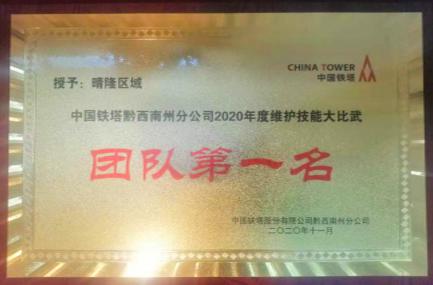 CHINA TOWER
中国铁塔
授予：晴隆区域
中国铁塔黔西南州分公司2020年度维护技能大比武
团队第一名
中国铁塔股份有限公司黔西南州分公司
二〇二〇年十一月